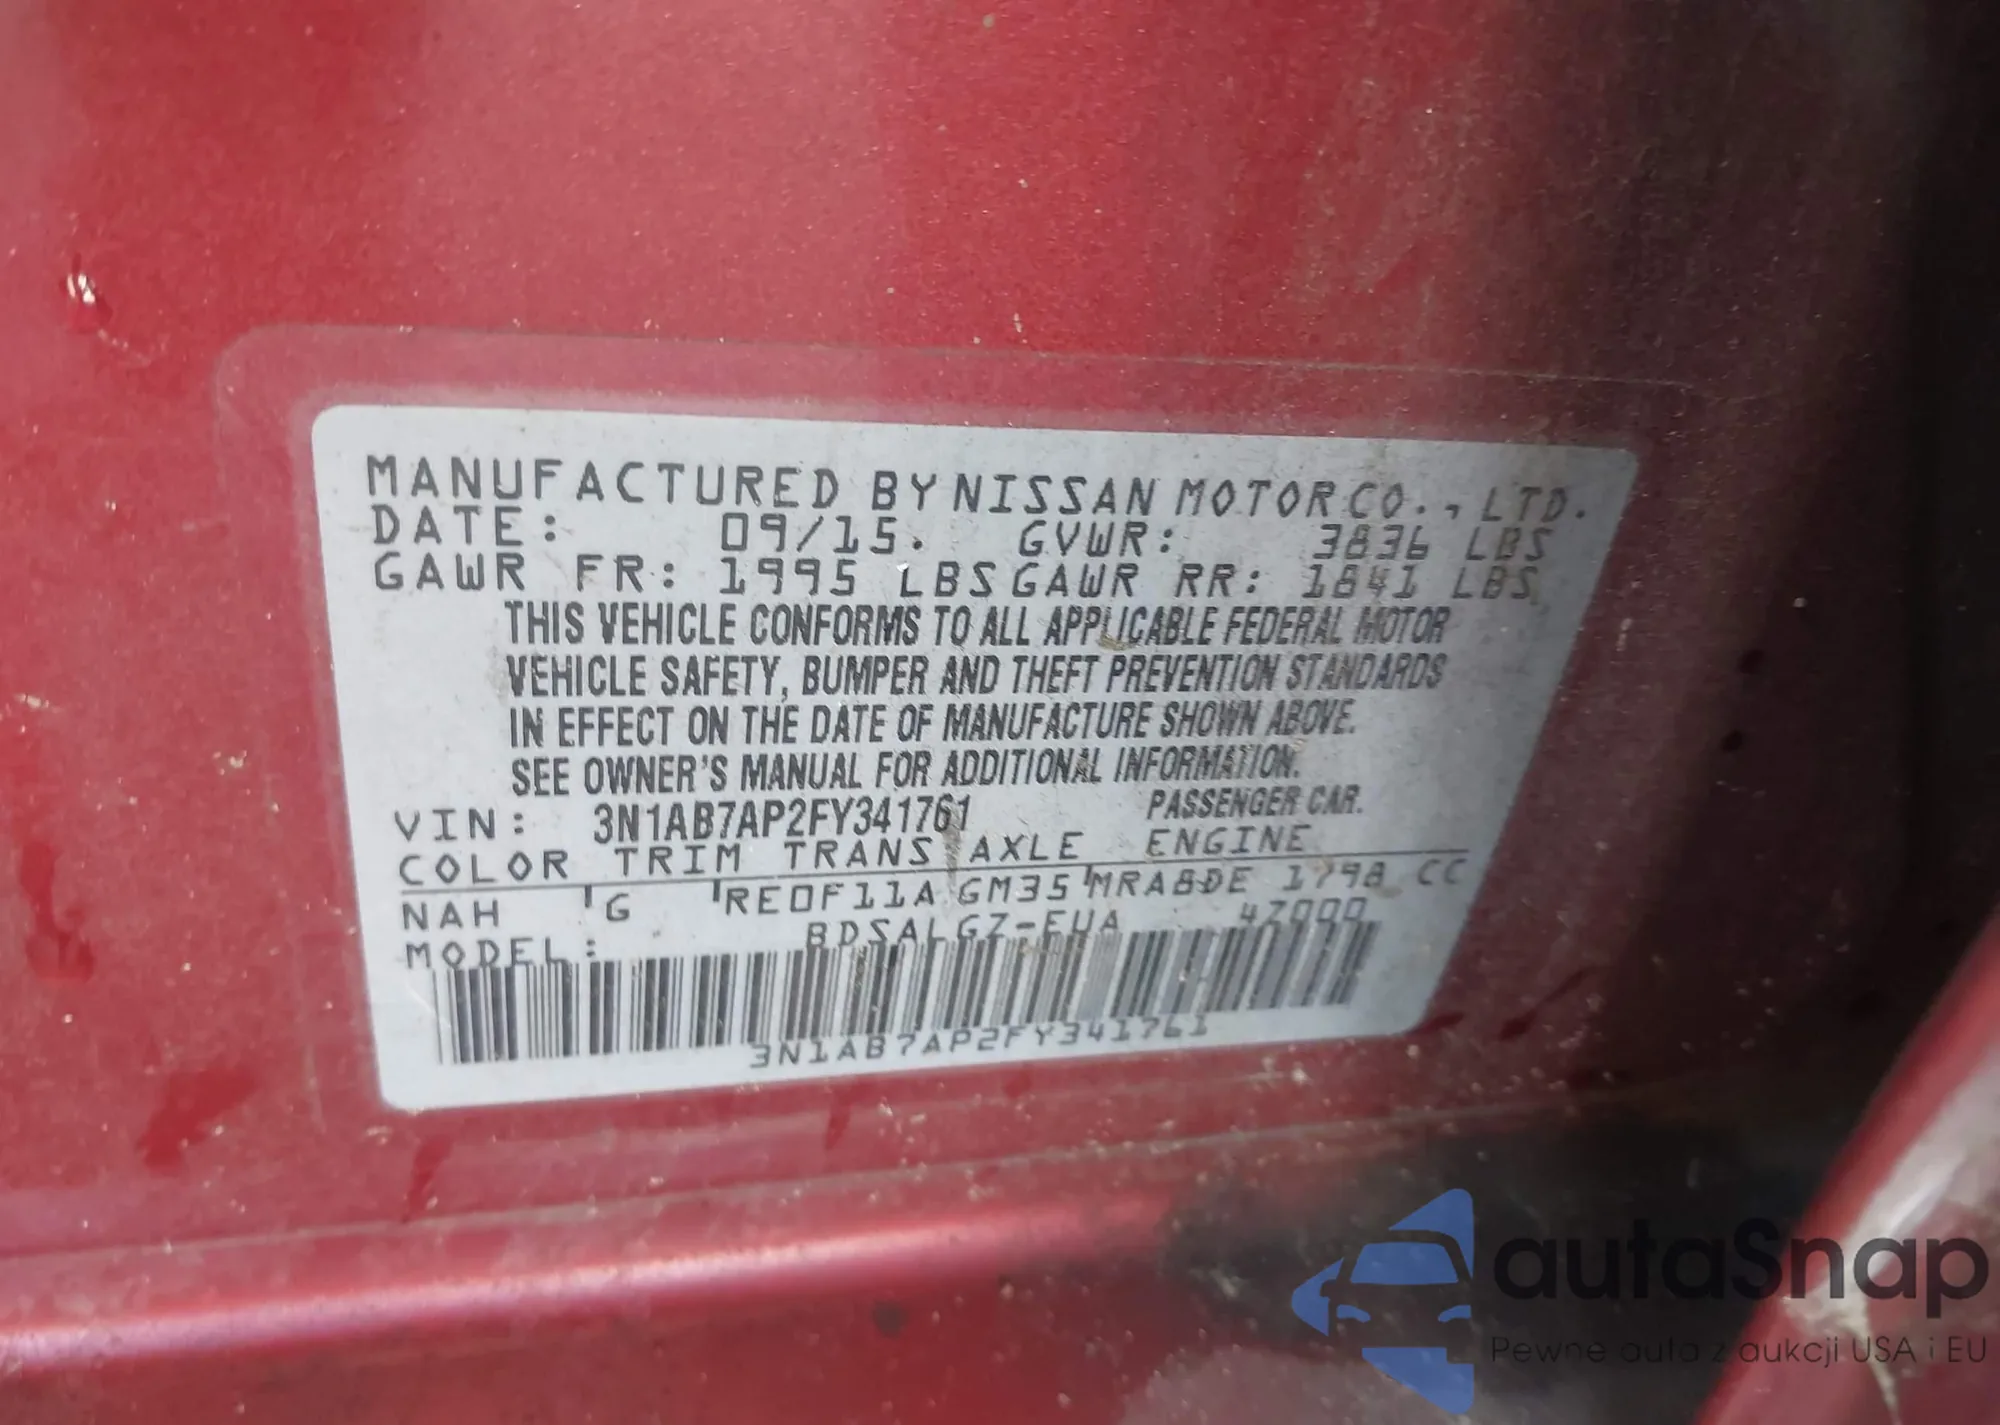 MANUFACTURED BY NISSAN MOTOR CO., LTD.
DATE: 09/15. GVWR: 3836 LBS
GAWR FR: 1995 LBS GAWR RR: 1841 LBS
THIS VEHICLE CONFORMS TO ALL APPLICABLE FEDERAL MOTOR
VEHICLE SAFETY, BUMPER AND THEFT PREVENTION STANDARDS
IN EFFECT ON THE DATE OF MANUFACTURE SHOWN ABOVE.
SEE OWNER'S MANUAL FOR ADDITIONAL INFORMATION.
VIN: 3N1AB7AP2FY341761 PASSENGER CAR.
COLOR TRIM TRANS AXLE ENGINE
NAH G RE0F11A GM35 MRA8DE 1798 CC
MODEL: BDSALGZ-EUA 47000
3N1AB7AP2FY341761
autaSnap
Pewne auta z aukcji USA i EU